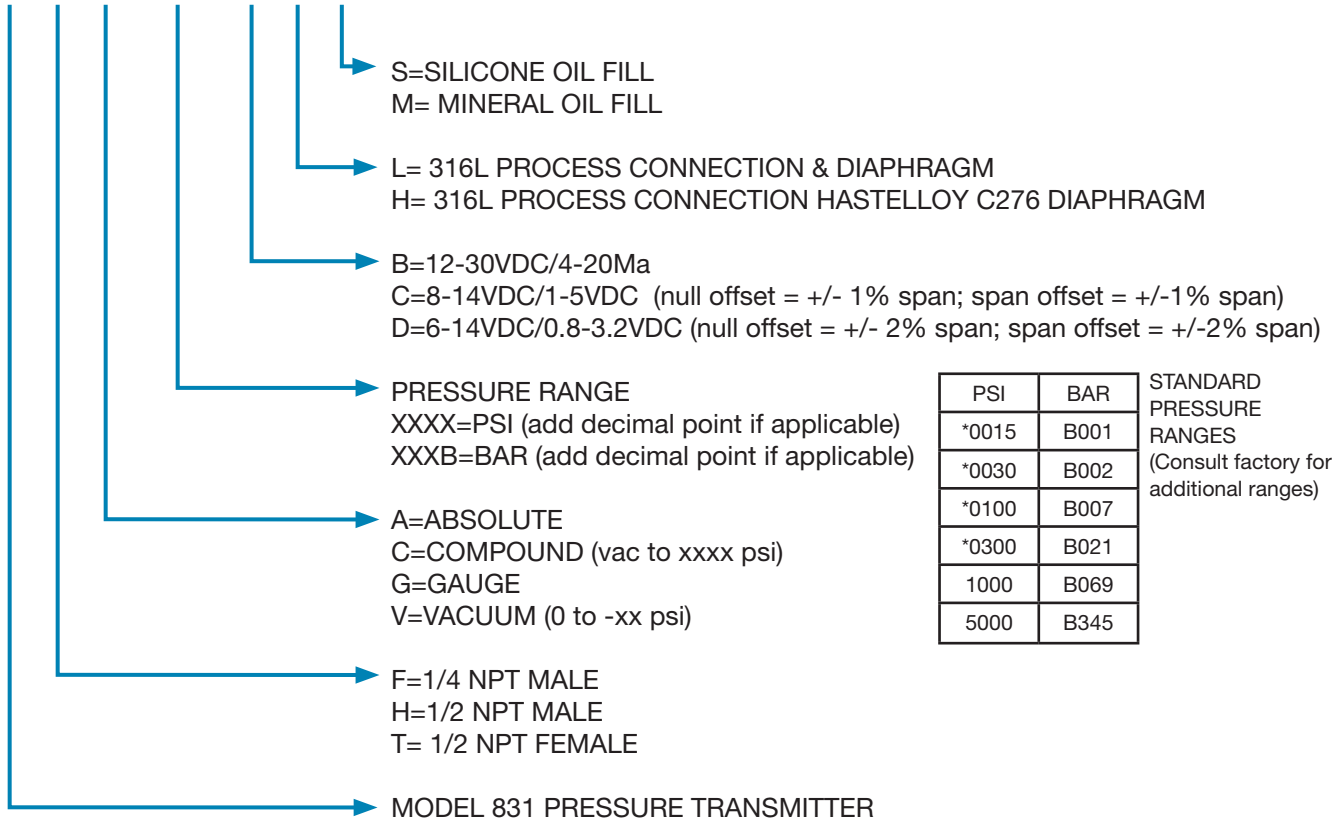 S=SILICONE OIL FILL
M= MINERAL OIL FILL
L= 316L PROCESS CONNECTION & DIAPHRAGM
H= 316L PROCESS CONNECTION HASTELLOY C276 DIAPHRAGM
B=12-30VDC/4-20Ma
C=8-14VDC/1-5VDC (null offset = +/- 1% span; span offset = +/-1% span)
D=6-14VDC/0.8-3.2VDC (null offset = +/- 2% span; span offset = +/-2% span)
PRESSURE RANGE
XXXX=PSI (add decimal point if applicable)
XXXB=BAR (add decimal point if applicable)
PSI BAR
*0015 B001
*0030 B002
*0100 B007
*0300 B021
1000 B069
5000 B345
STANDARD
PRESSURE
RANGES
(Consult factory for
additional ranges)
A=ABSOLUTE
C=COMPOUND (vac to xxxx psi)
G=GAUGE
V=VACUUM (0 to -xx psi)
F=1/4 NPT MALE
H=1/2 NPT MALE
T= 1/2 NPT FEMALE
MODEL 831 PRESSURE TRANSMITTER